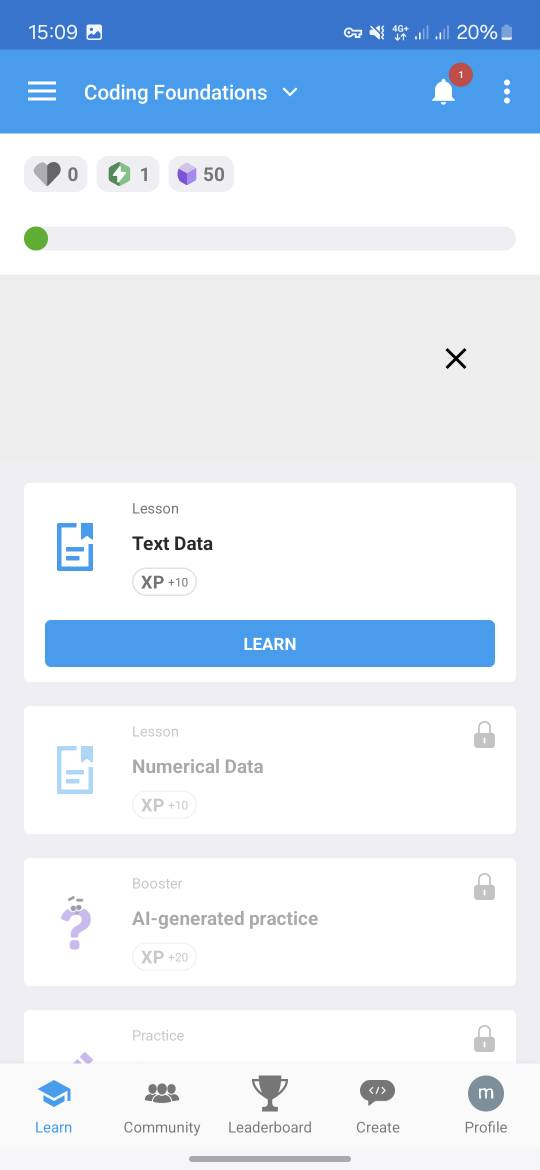 15:09 4G+ 20%
Coding Foundations 1
0 1 50
Lesson
Text Data
XP +10
LEARN
Lesson
Numerical Data
XP +10
Booster
AI-generated practice
XP +20
Practice
Learn Community Leaderboard Create m Profile